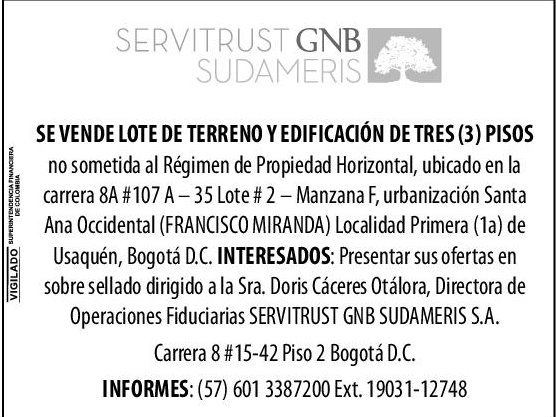 SERVITRUST GNB
SUDAMERIS
SE VENDE LOTE DE TERRENO Y EDIFICACIÓN DE TRES (3) PISOS
no sometida al Régimen de Propiedad Horizontal, ubicado en la
carrera 8A #107 A – 35 Lote # 2 – Manzana F, urbanización Santa
Ana Occidental (FRANCISCO MIRANDA) Localidad Primera (1a) de
Usaquén, Bogotá D.C. INTERESADOS: Presentar sus ofertas en
sobre sellado dirigido a la Sra. Doris Cáceres Otálora, Directora de
Operaciones Fiduciarias SERVITRUST GNB SUDAMERIS S.A.
Carrera 8 #15-42 Piso 2 Bogotá D.C.
INFORMES: (57) 601 3387200 Ext. 19031-12748
VIGILADO
SUPERINTENDENCIA FINANCIERA
DE COLOMBIA